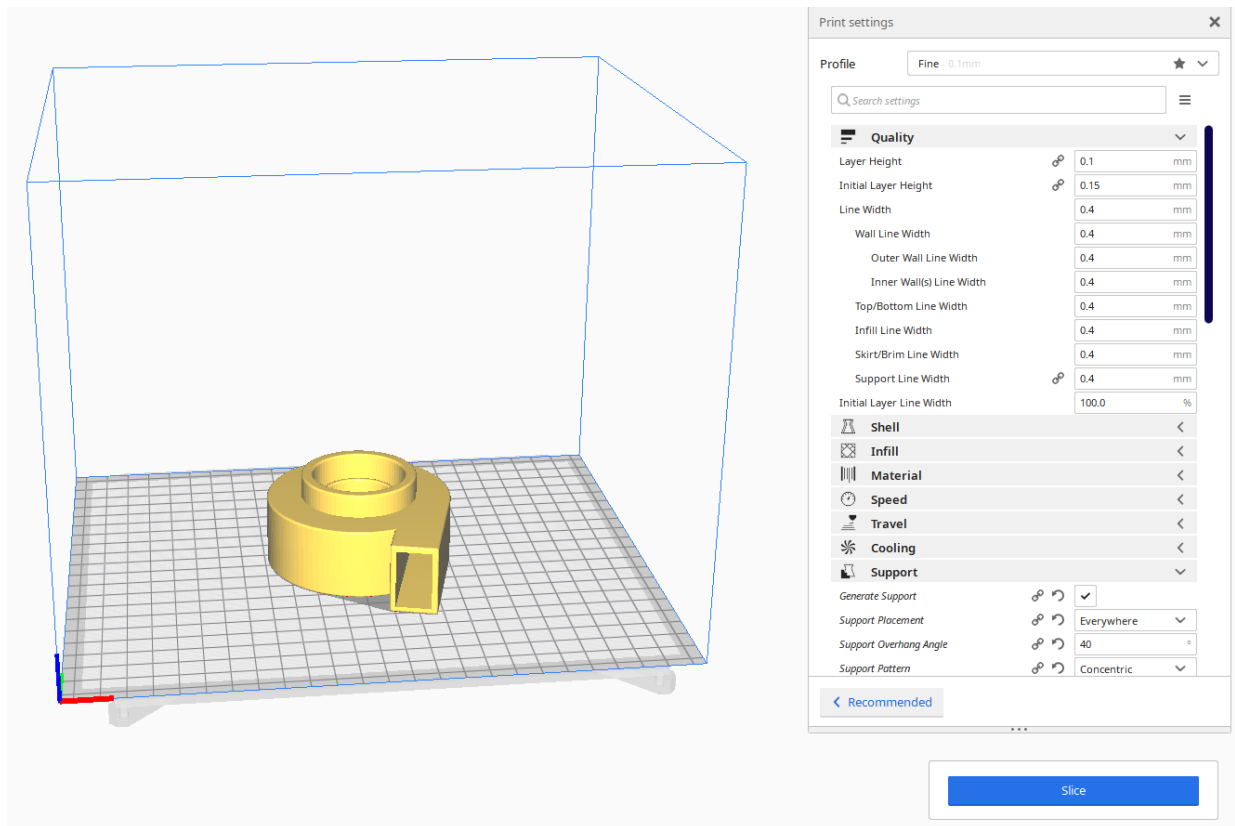 Print settings
Profile Fine - 0.1mm
Search settings
Quality
Layer Height 0.1 mm
Initial Layer Height 0.15 mm
Line Width 0.4 mm
Wall Line Width 0.4 mm
Outer Wall Line Width 0.4 mm
Inner Wall(s) Line Width 0.4 mm
Top/Bottom Line Width 0.4 mm
Infill Line Width 0.4 mm
Skirt/Brim Line Width 0.4 mm
Support Line Width 0.4 mm
Initial Layer Line Width 100.0 %
Shell
Infill
Material
Speed
Travel
Cooling
Support
Generate Support
Support Placement Everywhere
Support Overhang Angle 40 °
Support Pattern Concentric
Recommended
Slice